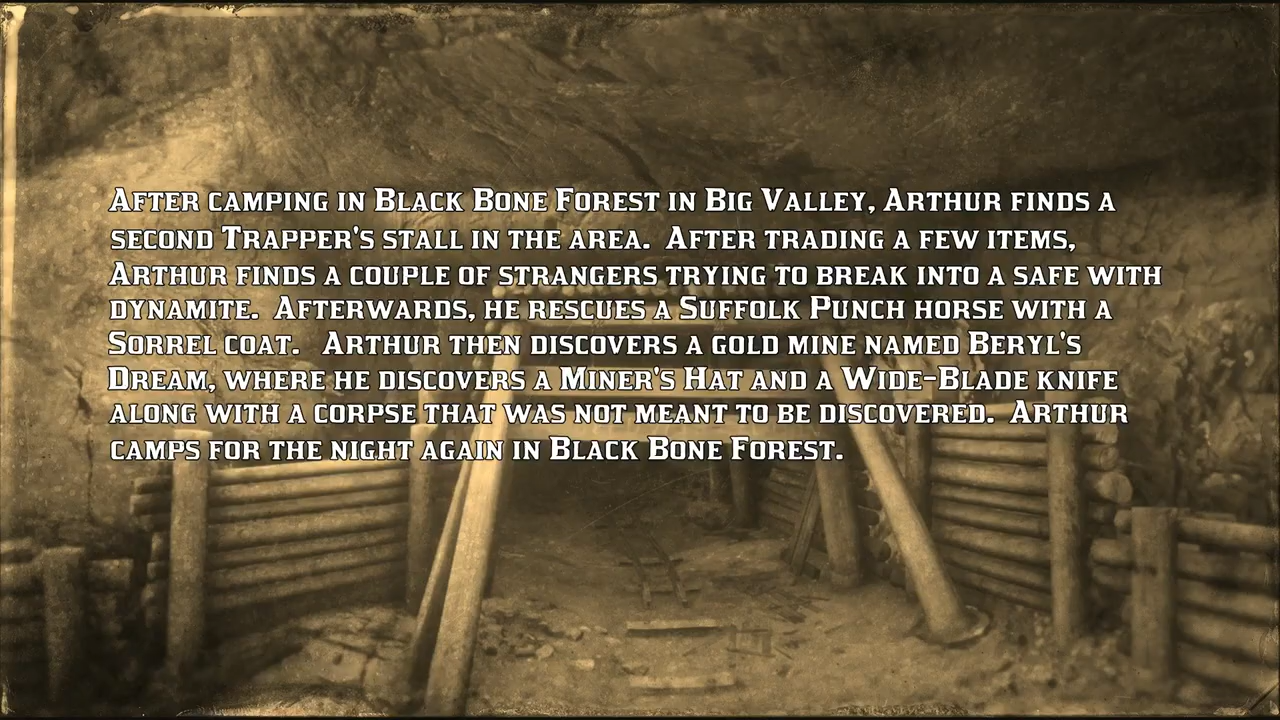 After camping in Black Bone Forest in Big Valley, Arthur finds a
second Trapper's stall in the area. After trading a few items,
Arthur finds a couple of strangers trying to break into a safe with
dynamite. Afterwards, he rescues a Suffolk Punch horse with a
Sorrel coat. Arthur then discovers a gold mine named Beryl's
Dream, where he discovers a Miner's Hat and a Wide-Blade knife
along with a corpse that was not meant to be discovered. Arthur
camps for the night again in Black Bone Forest.